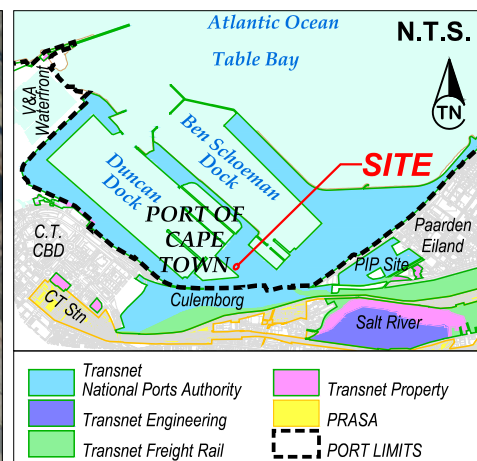 Atlantic Ocean
Table Bay
N.T.S.
TN
V&A
Waterfront
Ben Schoeman
Dock
Duncan
Dock
SITE
PORT OF
CAPE
TOWN
C.T.
CBD
Paarden
Eiland
PIP Site
CT Stn
Culemborg
Salt River
Transnet
National Ports Authority
Transnet Engineering
Transnet Freight Rail
Transnet Property
PRASA
PORT LIMITS